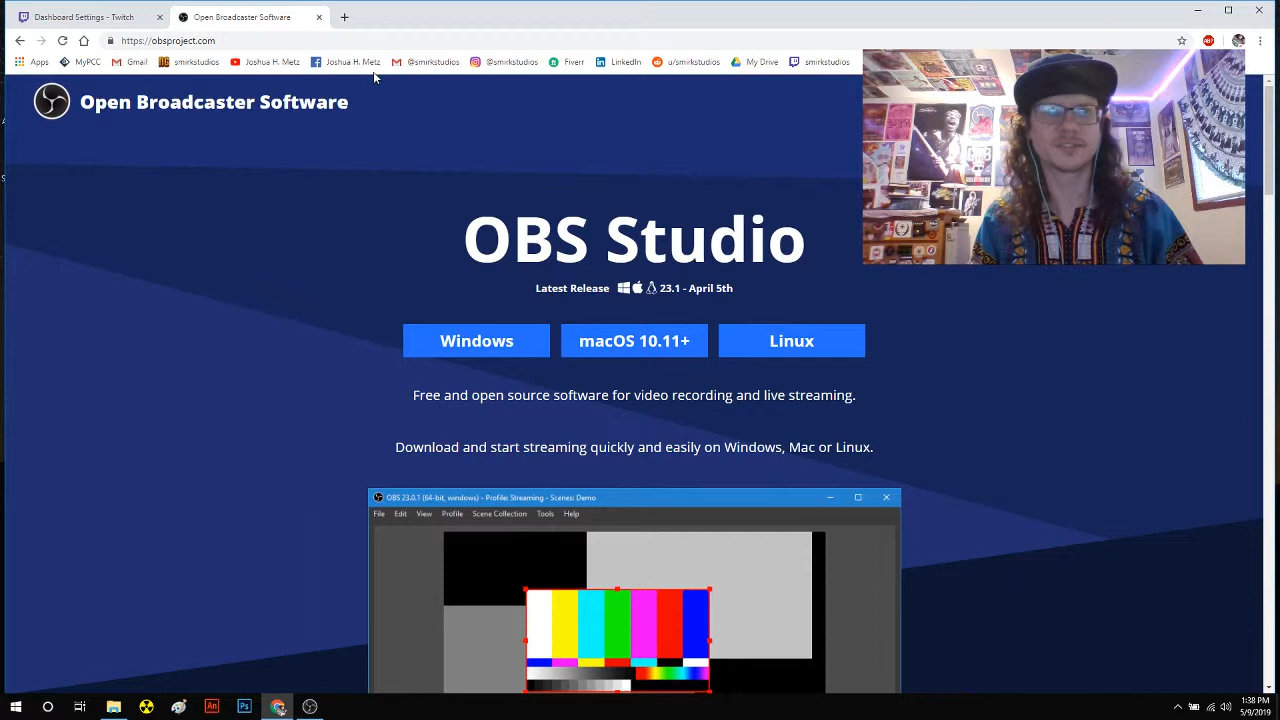 Dashboard Settings - Twitch
Open Broadcaster Software
https://obsproject.com
ABP
Apps MyPCC Gmail smirkstudios Joshua H. Metz Joshua H. Metz @smirkstudios @smirkstudios Fiverr LinkedIn u/smirkstudios My Drive smirkstudios
Open Broadcaster Software
OBS Studio
Latest Release 23.1 - April 5th
Windows macOS 10.11+ Linux
Free and open source software for video recording and live streaming.
Download and start streaming quickly and easily on Windows, Mac or Linux.
OBS 23.0.1 (64-bit, windows) - Profile: Streaming - Scenes: Demo
File Edit View Profile Scene Collection Tools Help
An Ps
1:38 PM
5/9/2019